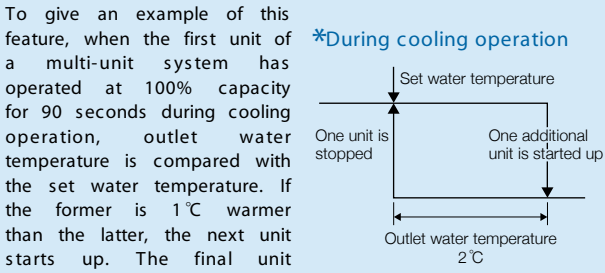 To give an example of this
feature, when the first unit of
a multi-unit system has
operated at 100% capacity
for 90 seconds during cooling
operation, outlet water
temperature is compared with
the set water temperature. If
the former is 1℃ warmer
than the latter, the next unit
starts up. The final unit
*During cooling operation
Set water temperature
One unit is
stopped
One additional
unit is started up
Outlet water temperature
2℃